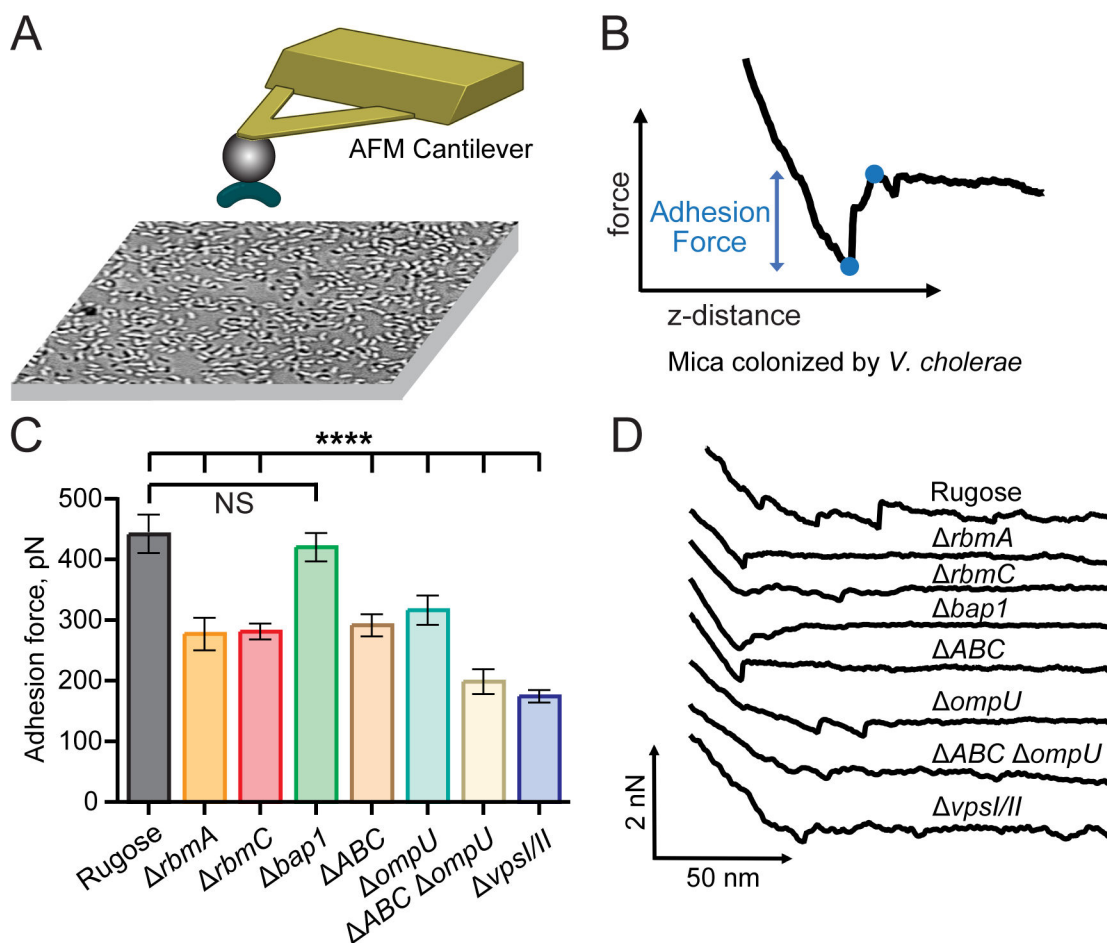 A
AFM Cantilever
B
force
Adhesion
Force
z-distance
Mica colonized by V. cholerae
C
****
NS
Adhesion force, pN
500
400
300
200
100
0
Rugose
ΔrbmA
ΔrbmC
Δbap1
ΔABC
ΔompU
ΔABC ΔompU
ΔvpsI/II
D
Rugose
ΔrbmA
ΔrbmC
Δbap1
ΔABC
ΔompU
ΔABC ΔompU
ΔvpsI/II
2 nN
50 nm